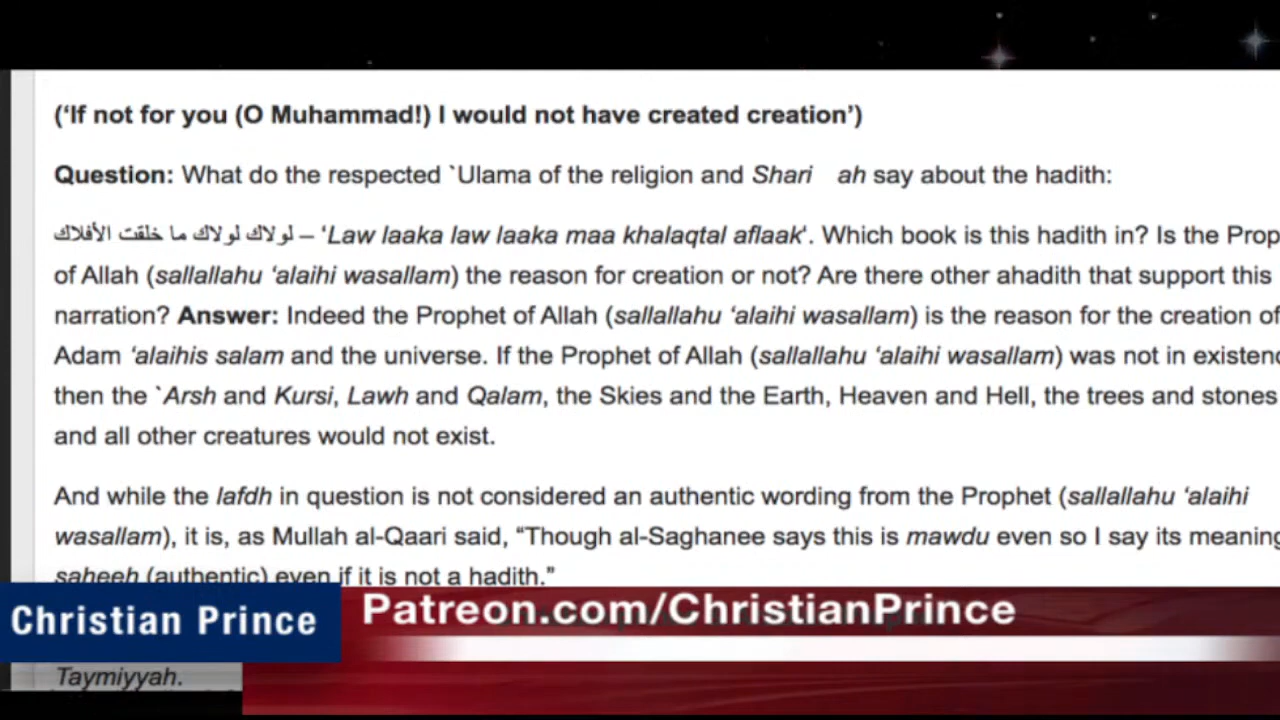 (‘If not for you (O Muhammad!) I would not have created creation’)
Question: What do the respected `Ulama of the religion and Shari ah say about the hadith:
لولاك لولاك ما خلقت الأفلاك – ‘Law laaka law laaka maa khalaqtal aflaak‘. Which book is this hadith in? Is the Prop
of Allah (sallallahu ‘alaihi wasallam) the reason for creation or not? Are there other ahadith that support this
narration? Answer: Indeed the Prophet of Allah (sallallahu ‘alaihi wasallam) is the reason for the creation of
Adam ‘alaihis salam and the universe. If the Prophet of Allah (sallallahu ‘alaihi wasallam) was not in existenc
then the `Arsh and Kursi, Lawh and Qalam, the Skies and the Earth, Heaven and Hell, the trees and stones
and all other creatures would not exist.
And while the lafdh in question is not considered an authentic wording from the Prophet (sallallahu ‘alaihi
wasallam), it is, as Mullah al-Qaari said, “Though al-Saghanee says this is mawdu even so I say its meaning
saheeh (authentic) even if it is not a hadith.”
Christian Prince
Patreon.com/ChristianPrince
Taymiyyah.